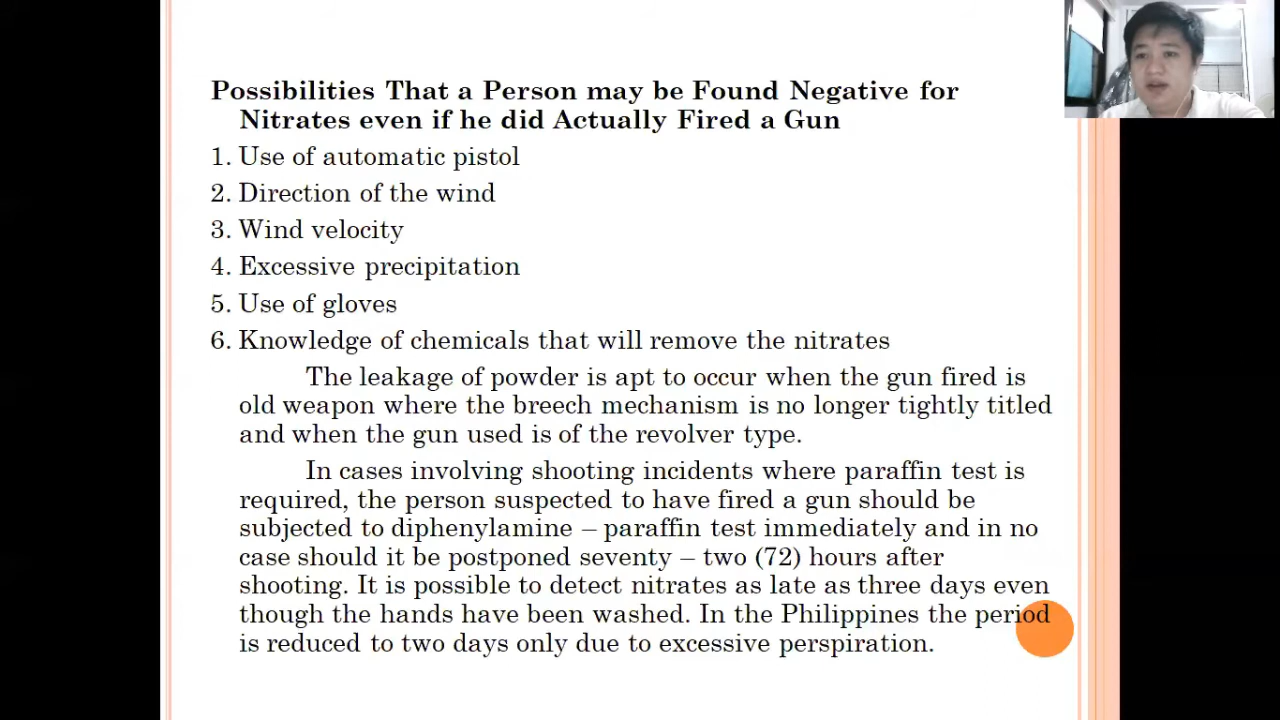 Possibilities That a Person may be Found Negative for
Nitrates even if he did Actually Fired a Gun
1. Use of automatic pistol
2. Direction of the wind
3. Wind velocity
4. Excessive precipitation
5. Use of gloves
6. Knowledge of chemicals that will remove the nitrates
The leakage of powder is apt to occur when the gun fired is
old weapon where the breech mechanism is no longer tightly titled
and when the gun used is of the revolver type.
In cases involving shooting incidents where paraffin test is
required, the person suspected to have fired a gun should be
subjected to diphenylamine – paraffin test immediately and in no
case should it be postponed seventy – two (72) hours after
shooting. It is possible to detect nitrates as late as three days even
though the hands have been washed. In the Philippines the period
is reduced to two days only due to excessive perspiration.